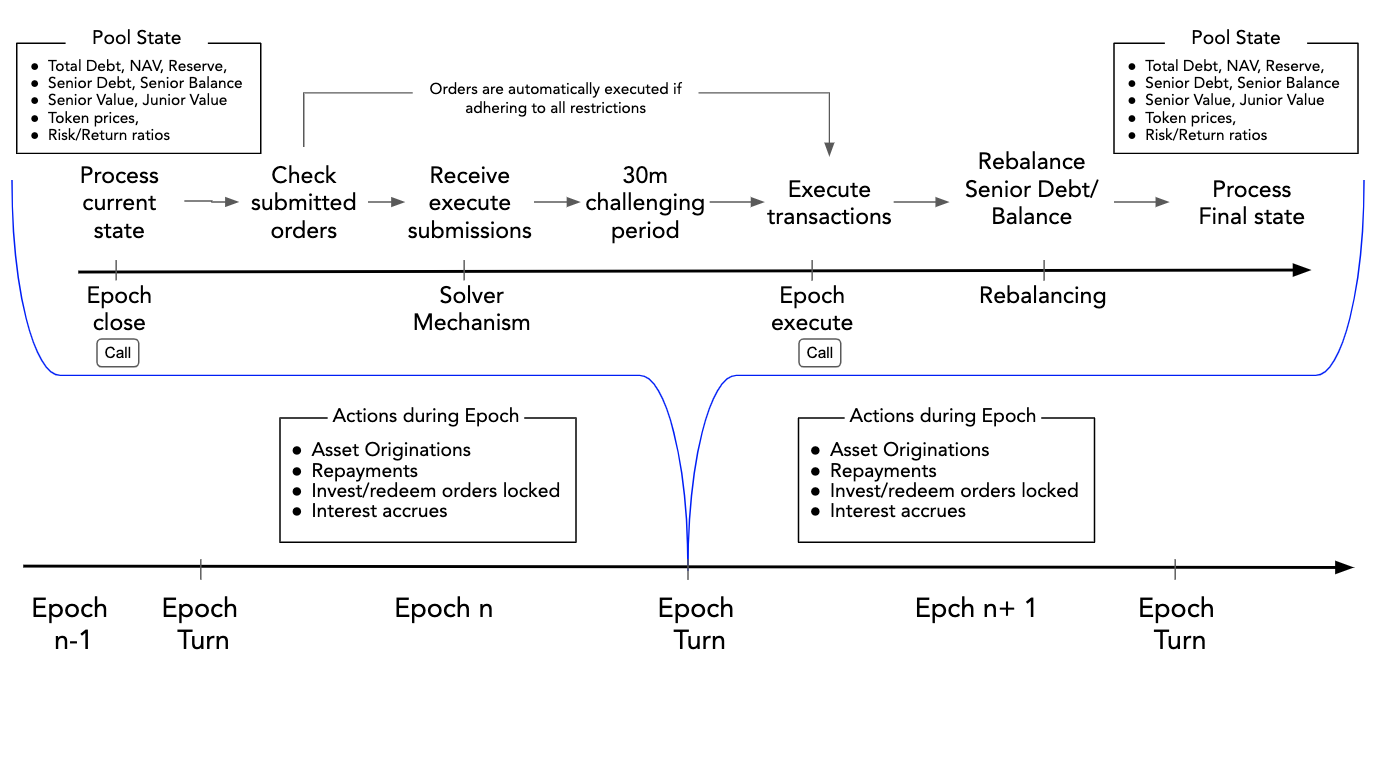 Pool State
● Total Debt, NAV, Reserve,
● Senior Debt, Senior Balance
● Senior Value, Junior Value
● Token prices,
● Risk/Return ratios
Orders are automatically executed if
adhering to all restrictions
Pool State
● Total Debt, NAV, Reserve,
● Senior Debt, Senior Balance
● Senior Value, Junior Value
● Token prices,
● Risk/Return ratios
Process
current
state
Check
submitted
orders
Receive
execute
submissions
30m
challenging
period
Execute
transactions
Rebalance
Senior Debt/
Balance
Process
Final state
Epoch
close
Call
Solver
Mechanism
Epoch
execute
Call
Rebalancing
Actions during Epoch
● Asset Originations
● Repayments
● Invest/redeem orders locked
● Interest accrues
Actions during Epoch
● Asset Originations
● Repayments
● Invest/redeem orders locked
● Interest accrues
Epoch
n-1
Epoch
Turn
Epoch n
Epoch
Turn
Epch n+ 1
Epoch
Turn